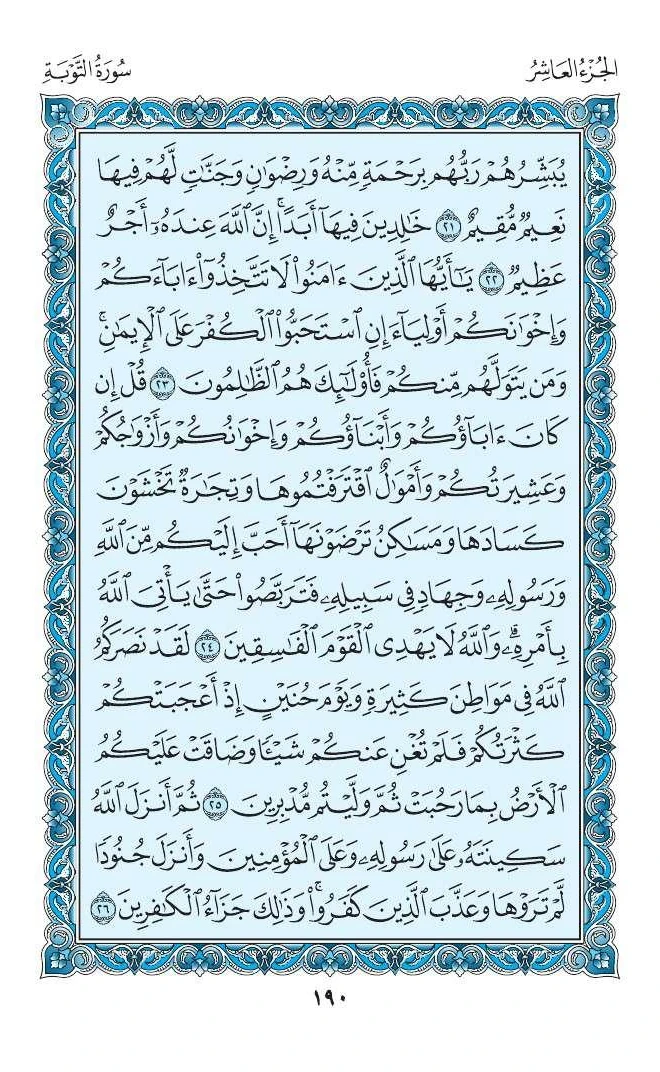 الجُزْءُ العَاشِرُ
سُورَةُ التَّوْبَةِ
يُبَشِّرُهُمْ رَبُّهُم بِرَحْمَةٍ مِّنْهُ وَرِضْوَٰنٍ وَجَنَّٰتٍ لَّهُمْ فِيهَا
نَعِيمٌ مُّقِيمٌ ٢١ خَٰلِدِينَ فِيهَآ أَبَدًاۚ إِنَّ ٱللَّهَ عِندَهُۥٓ أَجْرٌ
عَظِيمٌ ٢٢ يَٰٓأَيُّهَا ٱلَّذِينَ ءَامَنُوا۟ لَا تَتَّخِذُوٓا۟ ءَابَآءَكُمْ
وَإِخْوَٰنَكُمْ أَوْلِيَآءَ إِنِ ٱسْتَحَبُّوا۟ ٱلْكُفْرَ عَلَى ٱلْإِيمَٰنِۚ
وَمَن يَتَوَلَّهُم مِّنكُمْ فَأُو۟لَٰٓئِكَ هُمُ ٱلظَّٰلِمُونَ ٢٣ قُلْ إِن
كَانَ ءَابَآؤُكُمْ وَأَبْنَآؤُكُمْ وَإِخْوَٰنُكُمْ وَأَزْوَٰجُكُمْ
وَعَشِيرَتُكُمْ وَأَمْوَٰلٌ ٱقْتَرَفْتُمُوهَا وَتِجَٰرَةٌ تَخْشَوْنَ
كَسَادَهَا وَمَسَٰكِنُ تَرْضَوْنَهَآ أَحَبَّ إِلَيْكُم مِّنَ ٱللَّهِ
وَرَسُولِهِۦ وَجِهَادٍ فِى سَبِيلِهِۦ فَتَرَبَّصُوا۟ حَتَّىٰ يَأْتِىَ ٱللَّهُ
بِأَمْرِهِۦۗ وَٱللَّهُ لَا يَهْدِى ٱلْقَوْمَ ٱلْفَٰسِقِينَ ٢٤ لَقَدْ نَصَرَكُمُ
ٱللَّهُ فِى مَوَاطِنَ كَثِيرَةٍ وَيَوْمَ حُنَيْنٍ إِذْ أَعْجَبَتْكُمْ
كَثْرَتُكُمْ فَلَمْ تُغْنِ عَنكُمْ شَيْـًٔا وَضَاقَتْ عَلَيْكُمُ
ٱلْأَرْضُ بِمَا رَحُبَتْ ثُمَّ وَلَّيْتُم مُّدْبِرِينَ ٢٥ ثُمَّ أَنزَلَ ٱللَّهُ
سَكِينَتَهُۥ عَلَىٰ رَسُولِهِۦ وَعَلَى ٱلْمُؤْمِنِينَ وَأَنزَلَ جُنُودًا
لَّمْ تَرَوْهَا وَعَذَّبَ ٱلَّذِينَ كَفَرُوا۟ۚ وَذَٰلِكَ جَزَآءُ ٱلْكَٰفِرِينَ ٢٦
١٩٠